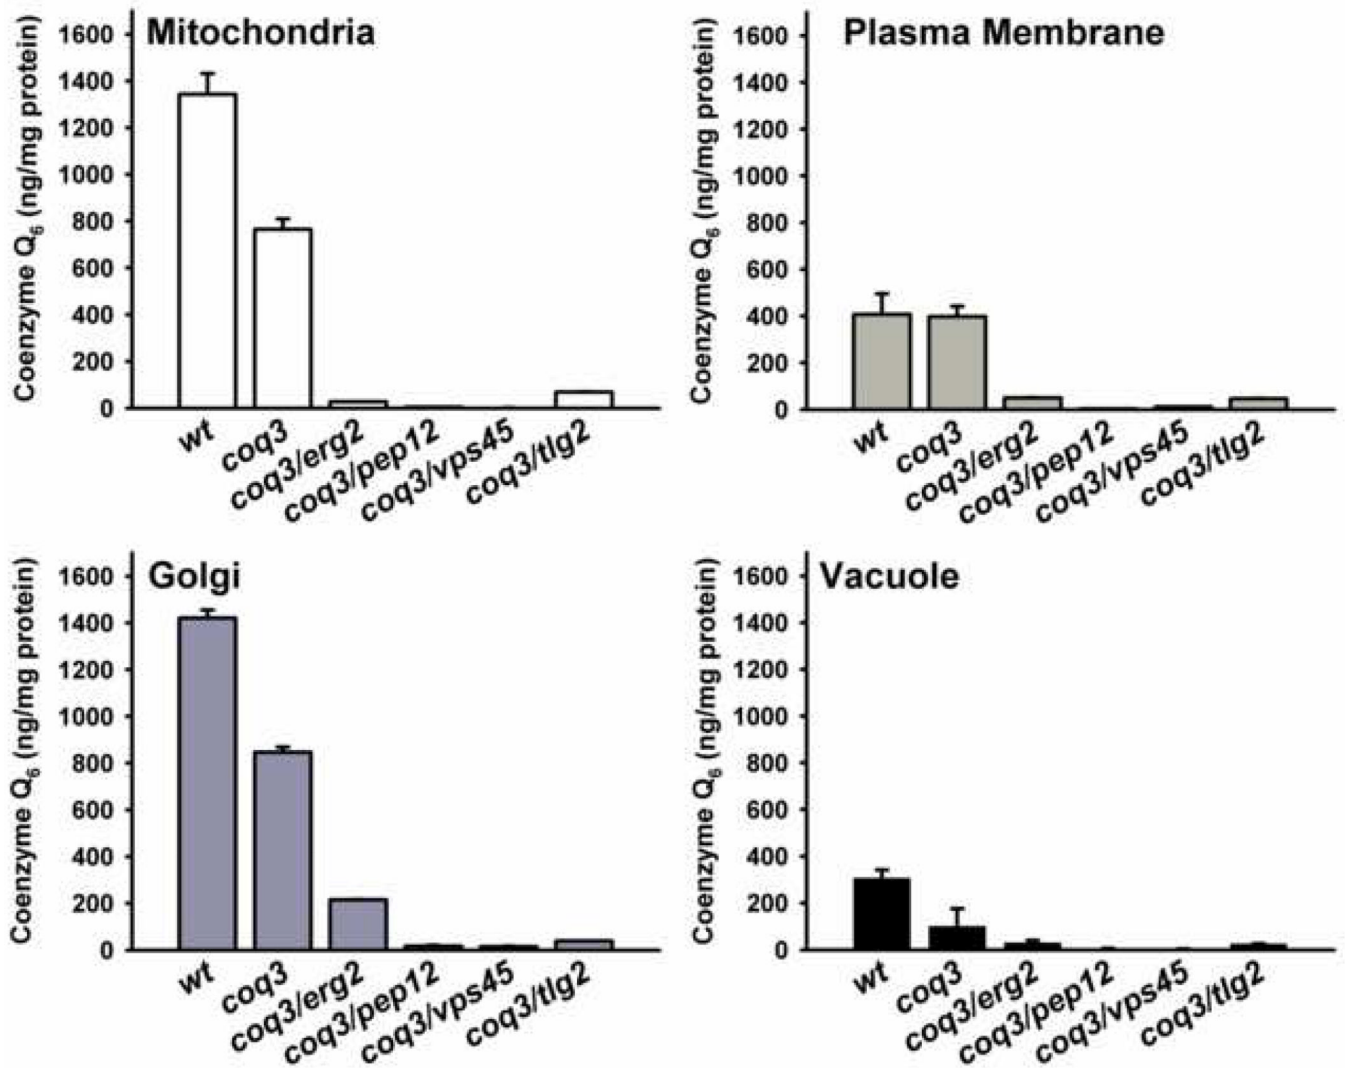 Mitochondria
Coenzyme Q6 (ng/mg protein)
1600
1400
1200
1000
800
600
400
200
0
wt
coq3
coq3/erg2
coq3/pep12
coq3/vps45
coq3/tlg2
Plasma Membrane
Coenzyme Q6 (ng/mg protein)
1600
1400
1200
1000
800
600
400
200
0
wt
coq3
coq3/erg2
coq3/pep12
coq3/vps45
coq3/tlg2
Golgi
Coenzyme Q6 (ng/mg protein)
1600
1400
1200
1000
800
600
400
200
0
wt
coq3
coq3/erg2
coq3/pep12
coq3/vps45
coq3/tlg2
Vacuole
Coenzyme Q6 (ng/mg protein)
1600
1400
1200
1000
800
600
400
200
0
wt
coq3
coq3/erg2
coq3/pep12
coq3/vps45
coq3/tlg2